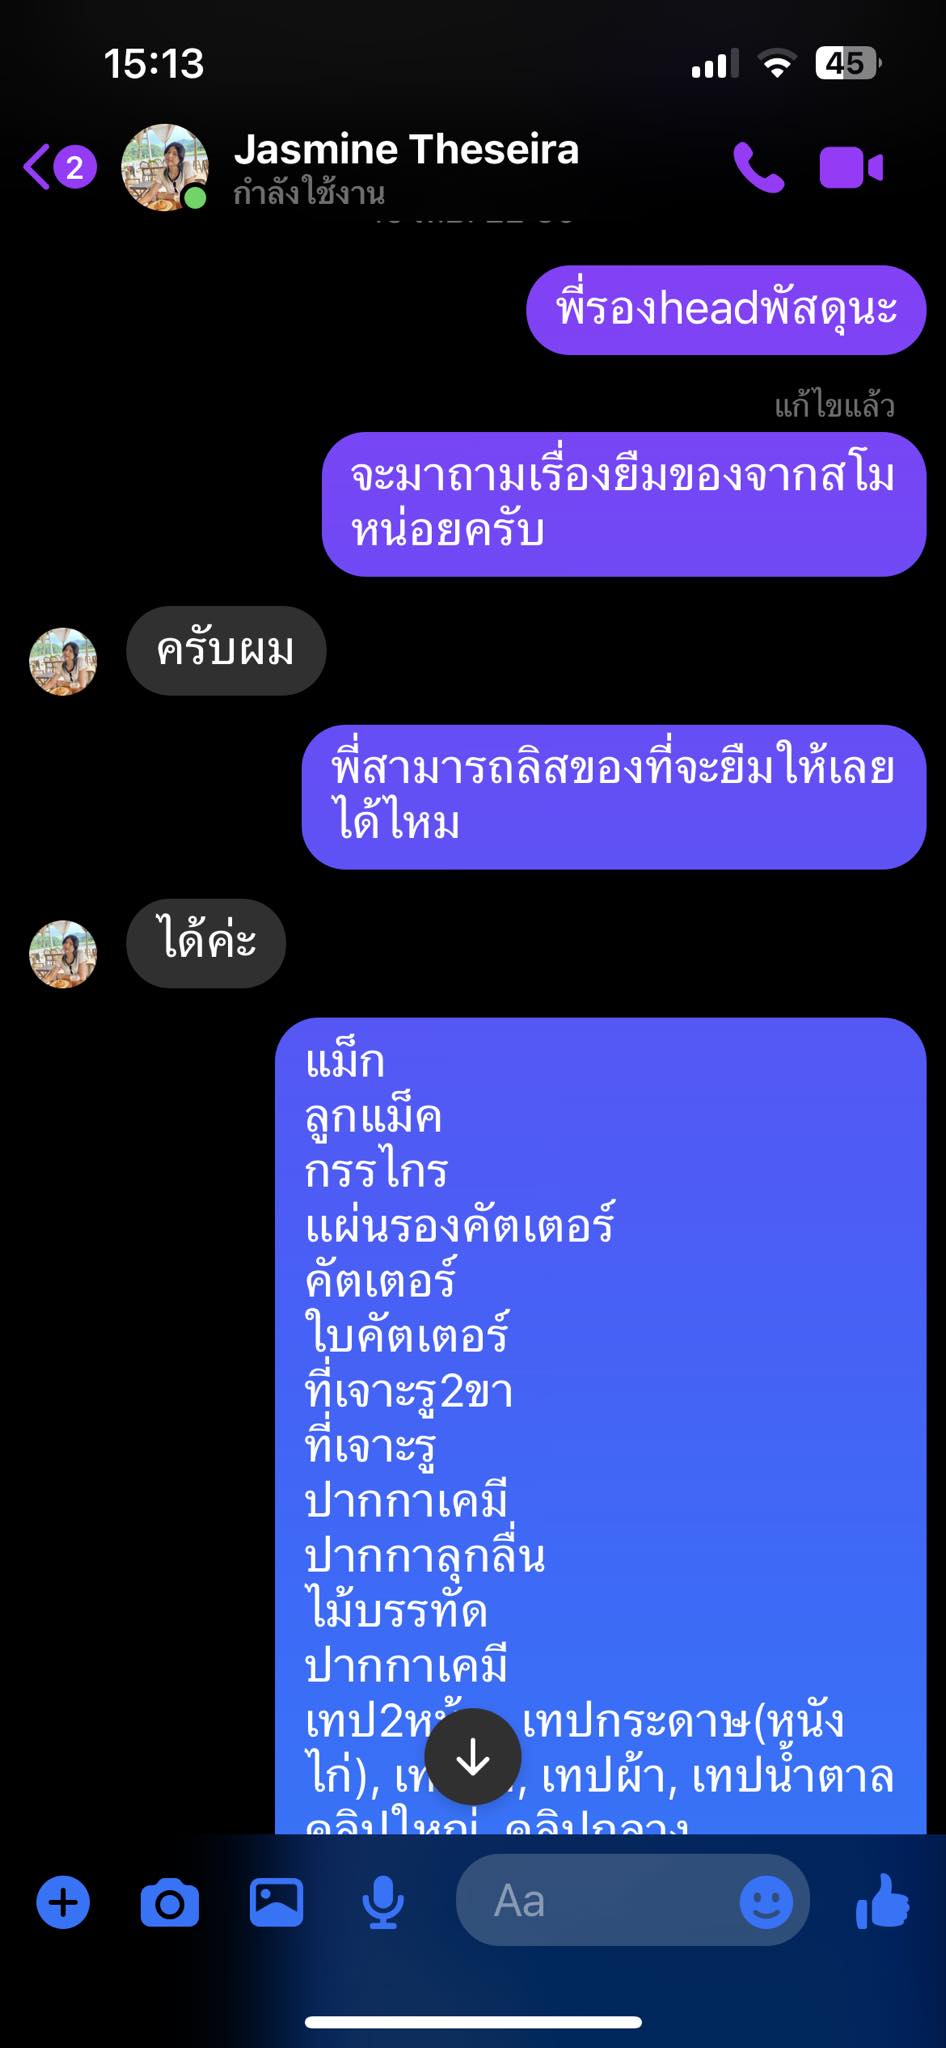 15:13
45
2
Jasmine Theseira
กำลังใช้งาน
พี่รองheadพัสดุนะ
แก้ไขแล้ว
จะมาถามเรื่องยืมของจากสโม
หน่อยครับ
ครับผม
พี่สามารถลิสของที่จะยืมให้เลย
ได้ไหม
ได้ค่ะ
แม็ก
ลูกแม็ค
กรรไกร
แผ่นรองคัตเตอร์
คัตเตอร์
ใบคัตเตอร์
ที่เจาะรู2ขา
ที่เจาะรู
ปากกาเคมี
ปากกาลุกลื่น
ไม้บรรทัด
ปากกาเคมี
เทปกระดาษ(หนัง
ไก่), เทปผ้า, เทปน้ำตาล
คลิปใหญ่, คลิปกลาง
Aa